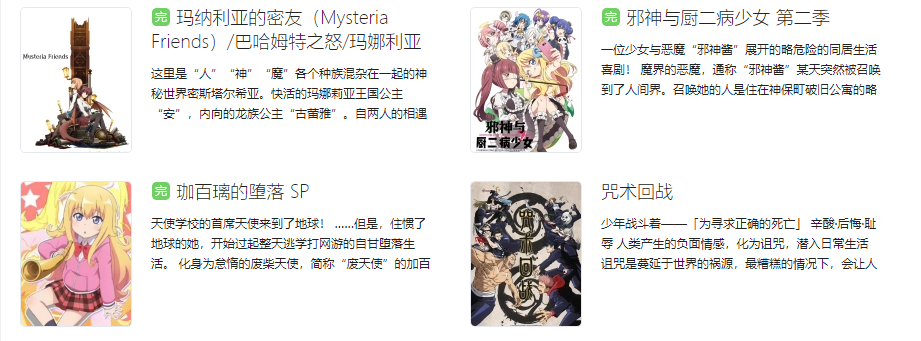 Mysteria Friends
完 玛纳利亚的密友（Mysteria
Friends）/巴哈姆特之怒/玛娜利亚
这里是“人”“神”“魔”各个种族混杂在一起的神
秘世界密斯塔尔希亚。快活的玛娜莉亚王国公主
“安”，内向的龙族公主“古菌雅”。自两人的相遇
邪神与
厨二病少女
完 邪神与厨二病少女 第二季
一位少女与恶魔“邪神酱”展开的略危险的同居生活
喜剧！ 魔界的恶魔，通称“邪神酱”某天突然被召唤
到了人间界。召唤她的人是住在神保町破旧公寓的略
完 珈百璃的堕落 SP
天使学校的首席天使来到了地球！ ......但是，住惯了
地球的她，开始过起整天逃学打网游的自甘堕落生
活。 化身为怠惰的废柴天使，简称“废天使”的加百
咒术回战
咒术回战
少年战斗着——「为寻求正确的死亡」 辛酸·后悔·耻
辱 人类产生的负面情感，化为诅咒，潜入日常生活
诅咒是蔓延于世界的祸源，最糟糕的情况下，会让人